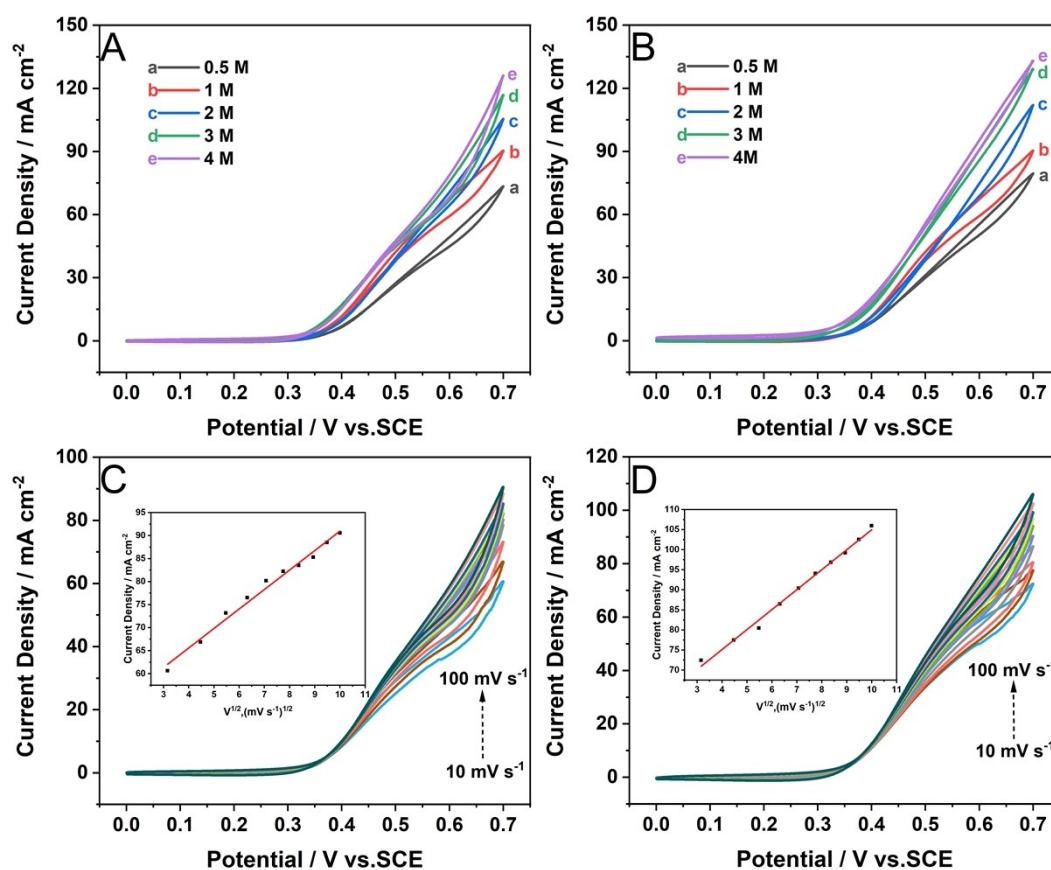 A
150
120
90
60
30
0
Current Density / mA cm-2
a 0.5 M
b 1 M
c 2 M
d 3 M
e 4 M
e
d
c
b
a
0.0 0.1 0.2 0.3 0.4 0.5 0.6 0.7
Potential / V vs.SCE
B
150
120
90
60
30
0
Current Density / mA cm-2
a 0.5 M
b 1 M
c 2 M
d 3 M
e 4M
e
d
c
b
a
0.0 0.1 0.2 0.3 0.4 0.5 0.6 0.7
Potential / V vs.SCE
C
100
80
60
40
20
0
Current Density / mA cm-2
95
90
85
80
75
70
65
60
Current Density / mA cm-2
3 4 5 6 7 8 9 10 11
V1/2,(mV s-1)1/2
100 mV s-1
10 mV s-1
0.0 0.1 0.2 0.3 0.4 0.5 0.6 0.7
Potential / V vs.SCE
D
120
100
80
60
40
20
0
Current Density / mA cm-2
110
105
100
95
90
85
80
75
70
Current Density / mA cm-2
3 4 5 6 7 8 9 10 11
V1/2,(mV s-1)1/2
100 mV s-1
10 mV s-1
0.0 0.1 0.2 0.3 0.4 0.5 0.6 0.7
Potential / V vs.SCE